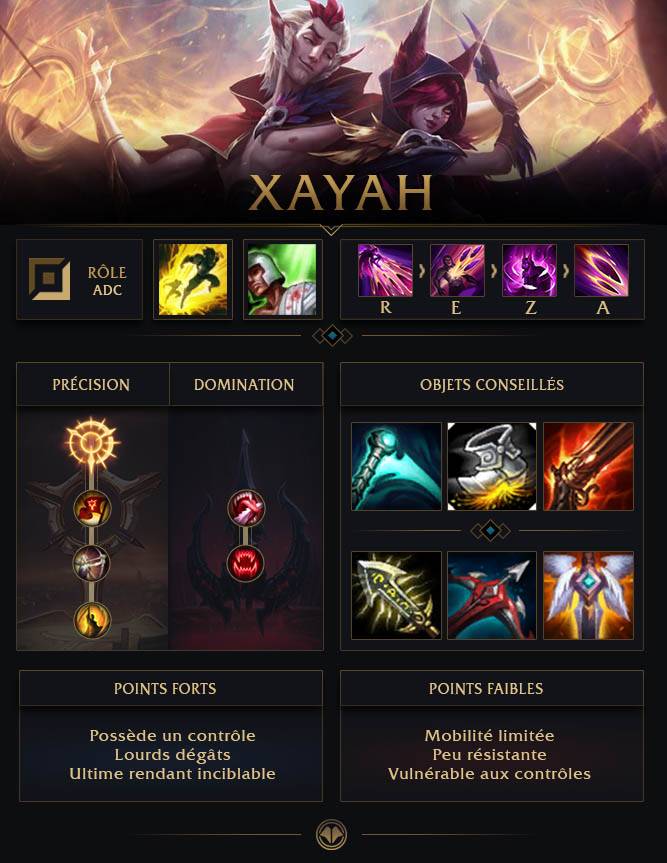 XAYAH
RÔLE
ADC
R
E
Z
A
PRÉCISION
DOMINATION
OBJETS CONSEILLÉS
POINTS FORTS
Possède un contrôle
Lourds dégâts
Ultime rendant inciblable
POINTS FAIBLES
Mobilité limitée
Peu résistante
Vulnérable aux contrôles